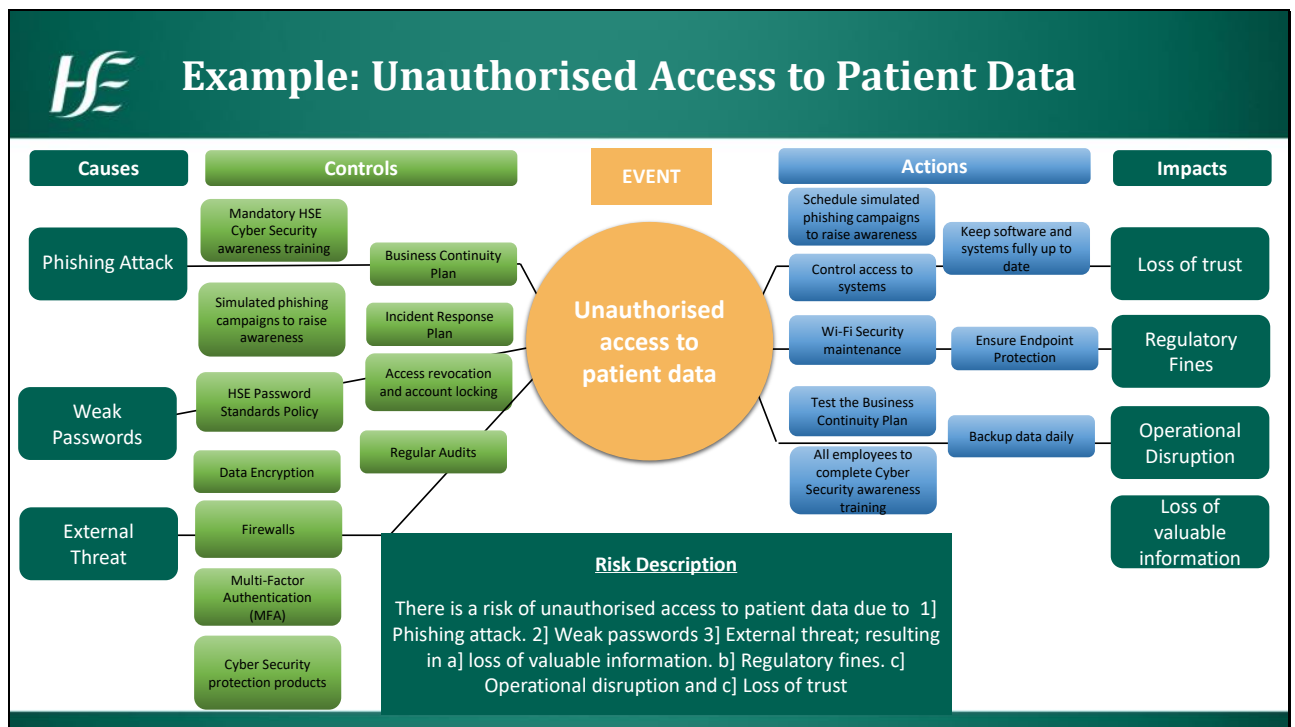 HSE
Example: Unauthorised Access to Patient Data
Causes
Controls
EVENT
Actions
Impacts
Phishing Attack
Weak
Passwords
External
Threat
Mandatory HSE
Cyber Security
awareness training
Simulated phishing
campaigns to raise
awareness
HSE Password
Standards Policy
Data Encryption
Firewalls
Multi-Factor
Authentication
(MFA)
Cyber Security
protection products
Business Continuity
Plan
Incident Response
Plan
Access revocation
and account locking
Regular Audits
Unauthorised
access to
patient data
Schedule simulated
phishing campaigns
to raise awareness
Control access to
systems
Wi-Fi Security
maintenance
Test the Business
Continuity Plan
All employees to
complete Cyber
Security awareness
training
Keep software and
systems fully up to
date
Ensure Endpoint
Protection
Backup data daily
Loss of trust
Regulatory
Fines
Operational
Disruption
Loss of
valuable
information
Risk Description
There is a risk of unauthorised access to patient data due to 1]
Phishing attack. 2] Weak passwords 3] External threat; resulting
in a] loss of valuable information. b] Regulatory fines. c]
Operational disruption and c] Loss of trust